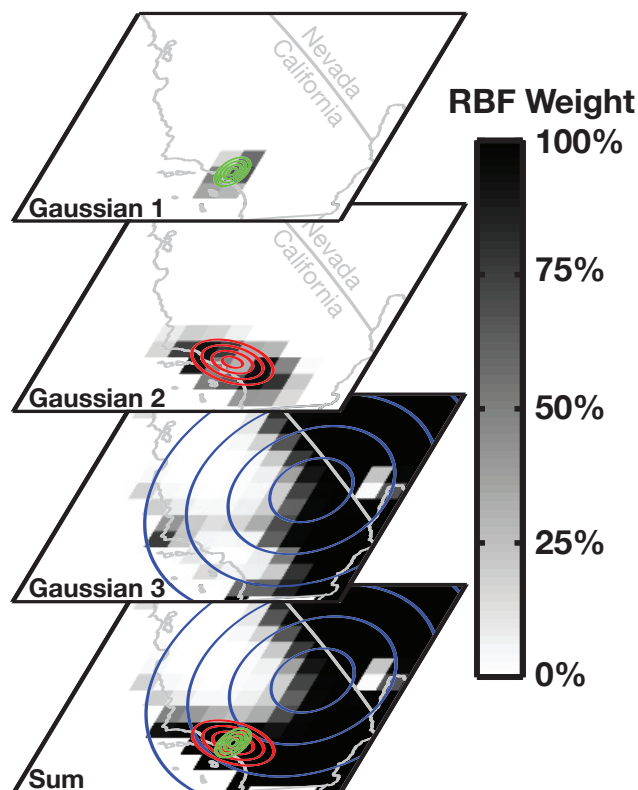 Nevada
California
Gaussian 1
Nevada
California
Gaussian 2
Gaussian 3
Sum
RBF Weight
100%
75%
50%
25%
0%